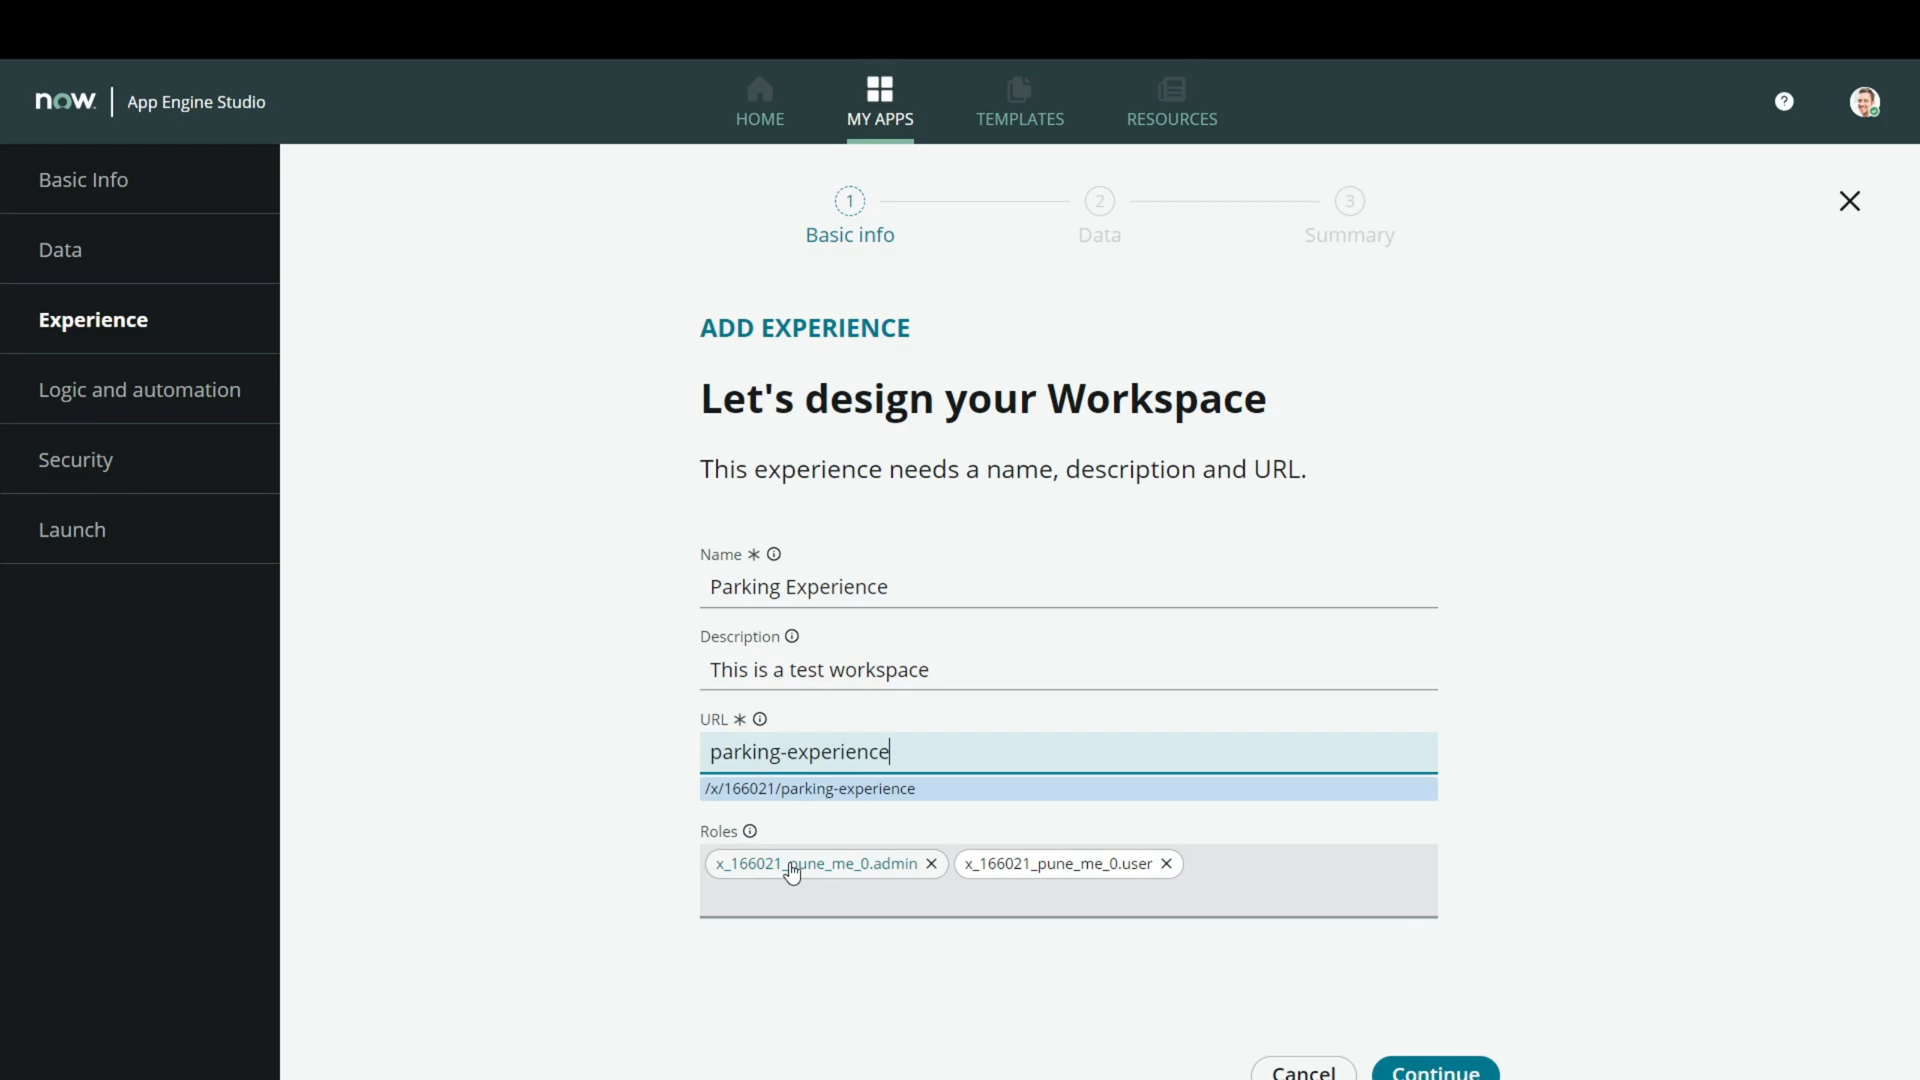 now. App Engine Studio
HOME
MY APPS
TEMPLATES
RESOURCES
?
Basic Info
Data
Experience
Logic and automation
Security
Launch
1 2 3
Basic info Data Summary
ADD EXPERIENCE
Let's design your Workspace
This experience needs a name, description and URL.
Name *
Parking Experience
Description
This is a test workspace
URL *
parking-experience
/x/166021/parking-experience
Roles
x_166021_pune_me_0.admin x_166021_pune_me_0.user
Cancel Continue